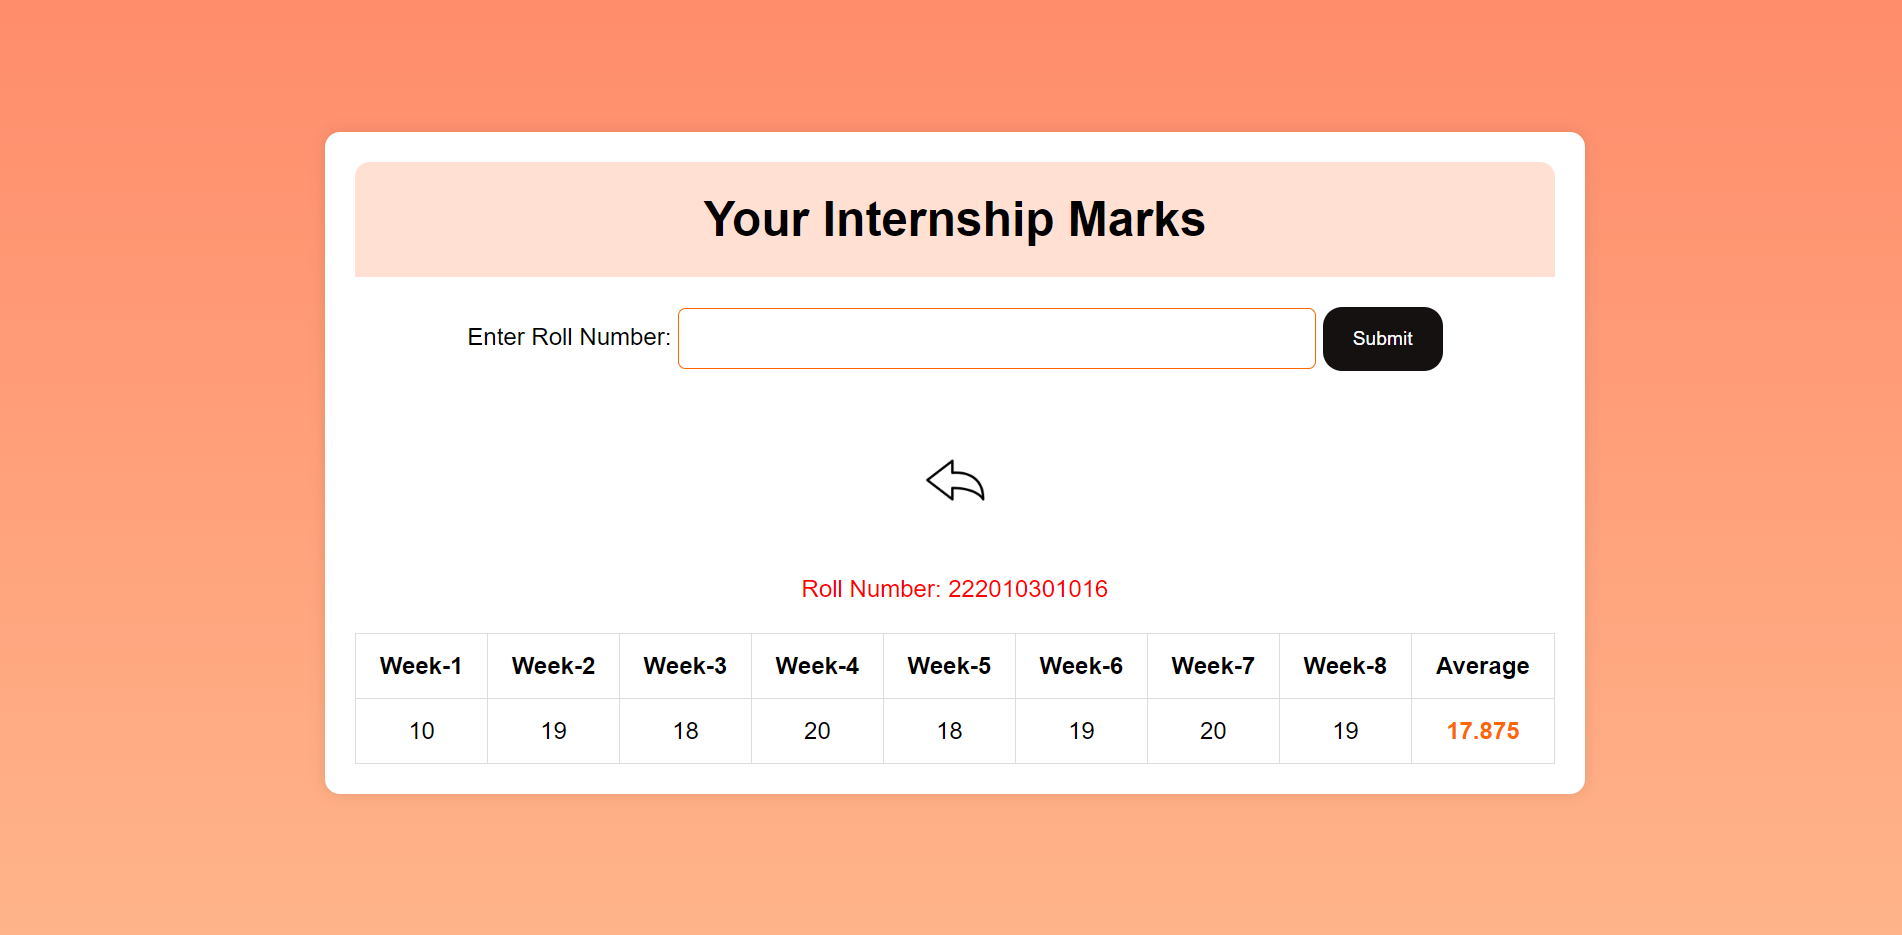 Your Internship Marks
Enter Roll Number: Submit
Roll Number: 222010301016
Week-1 Week-2 Week-3 Week-4 Week-5 Week-6 Week-7 Week-8 Average
10 19 18 20 18 19 20 19 17.875